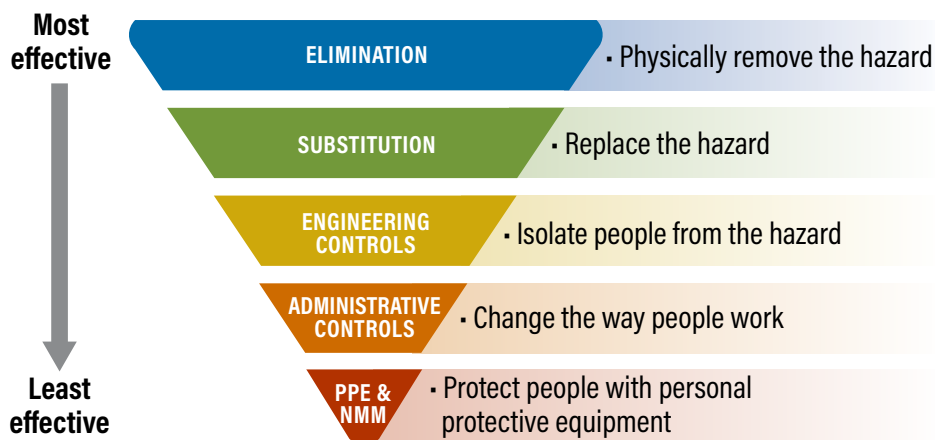 Most
effective
ELIMINATION
▪ Physically remove the hazard
SUBSTITUTION
▪ Replace the hazard
ENGINEERING
CONTROLS
▪ Isolate people from the hazard
ADMINISTRATIVE
CONTROLS
▪ Change the way people work
Least
effective
PPE &
NMM
▪ Protect people with personal
protective equipment